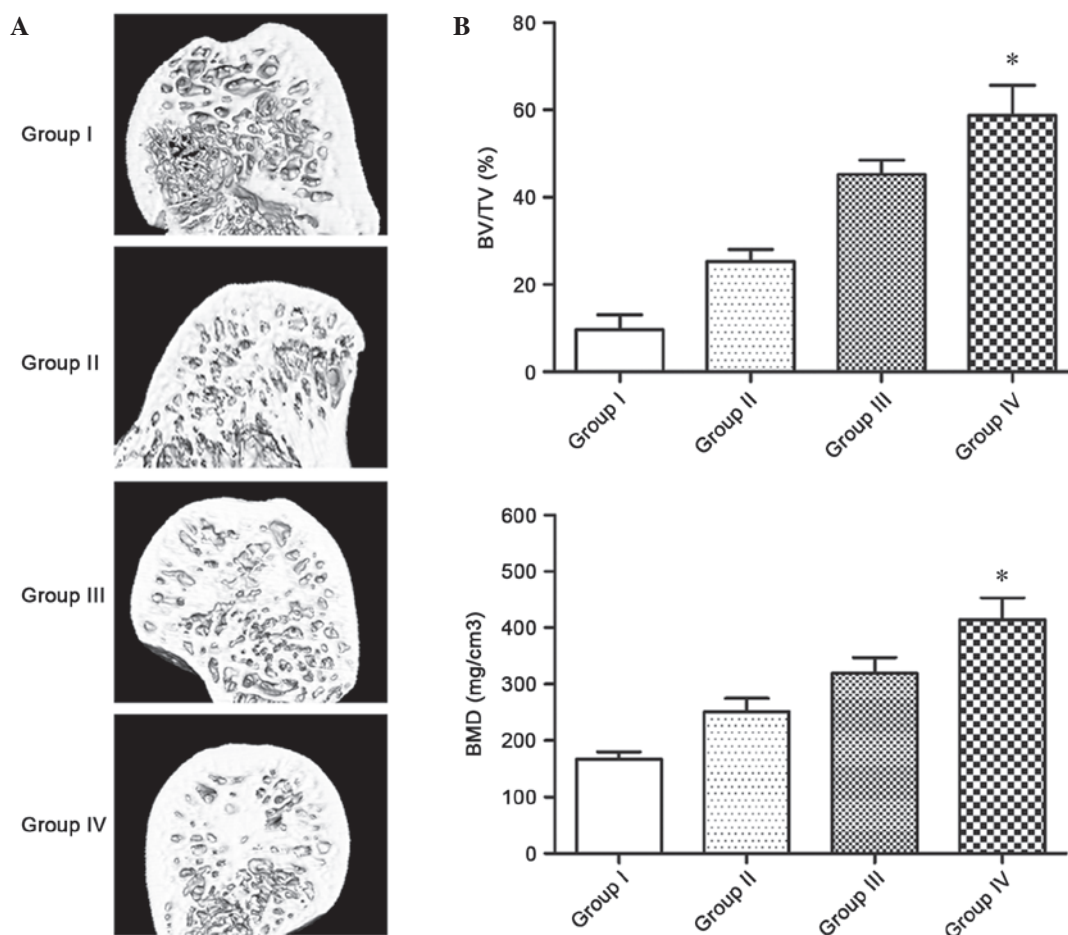 A
Group I
Group II
Group III
Group IV
B
80
60
40
20
0
BV/TV (%)
*
Group I
Group II
Group III
Group IV
600
500
400
300
200
100
0
BMD (mg/cm3)
*
Group I
Group II
Group III
Group IV